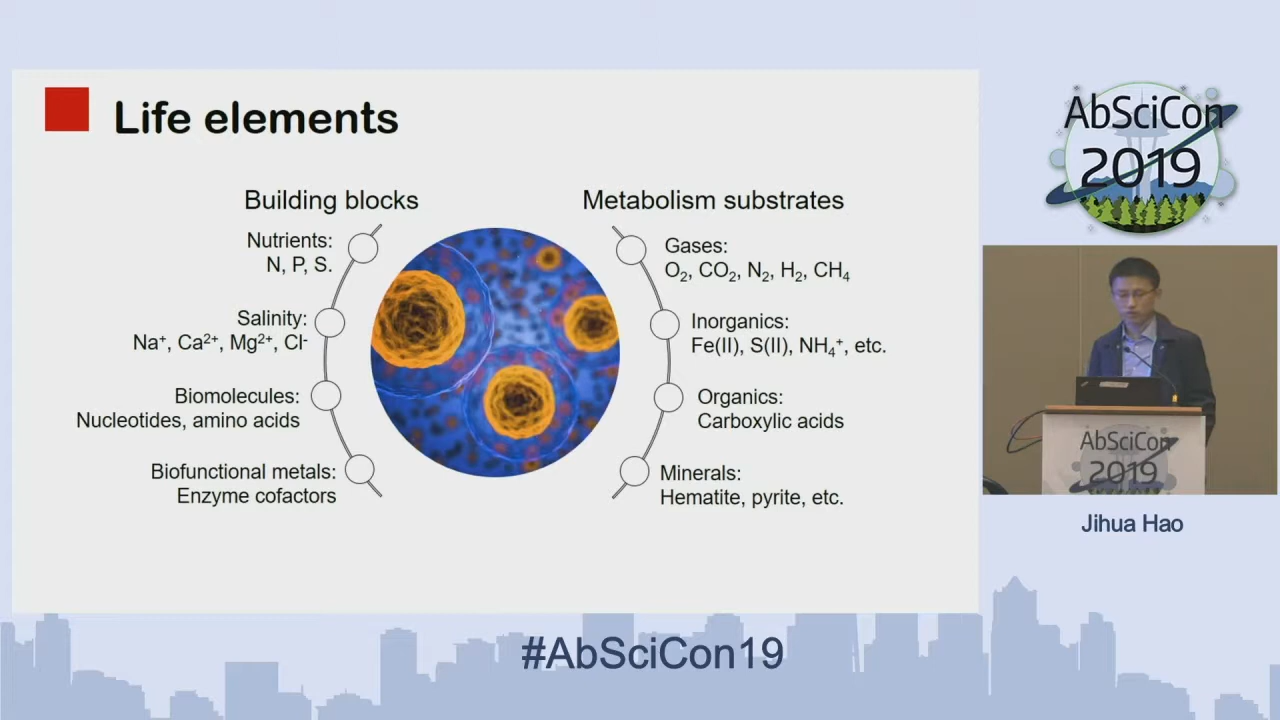 Life elements
Building blocks
Nutrients:
N, P, S.
Salinity:
Na⁺, Ca²⁺, Mg²⁺, Cl⁻
Biomolecules:
Nucleotides, amino acids
Biofunctional metals:
Enzyme cofactors
Metabolism substrates
Gases:
O₂, CO₂, N₂, H₂, CH₄
Inorganics:
Fe(II), S(II), NH₄⁺, etc.
Organics:
Carboxylic acids
Minerals:
Hematite, pyrite, etc.
AbSciCon
2019
AbSciCon
2019
Jihua Hao
#AbSciCon19